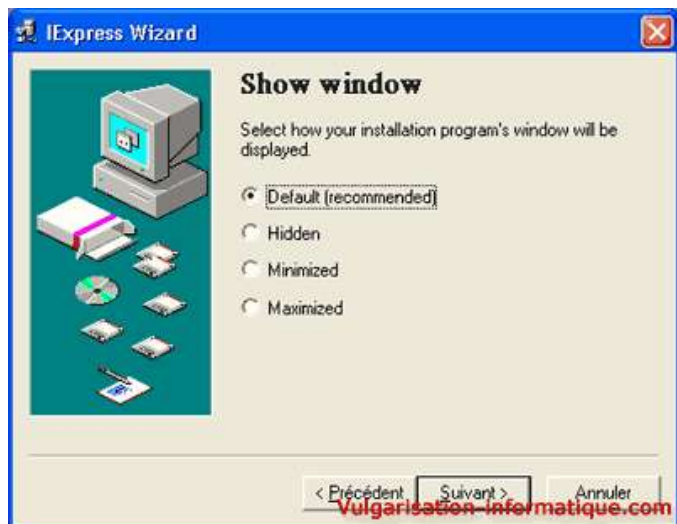 IExpress Wizard
Show window
Select how your installation program's window will be
displayed.
Default (recommended)
Hidden
Minimized
Maximized
< Précédent Suivant > Annuler
Vulgarisation-informatique.com